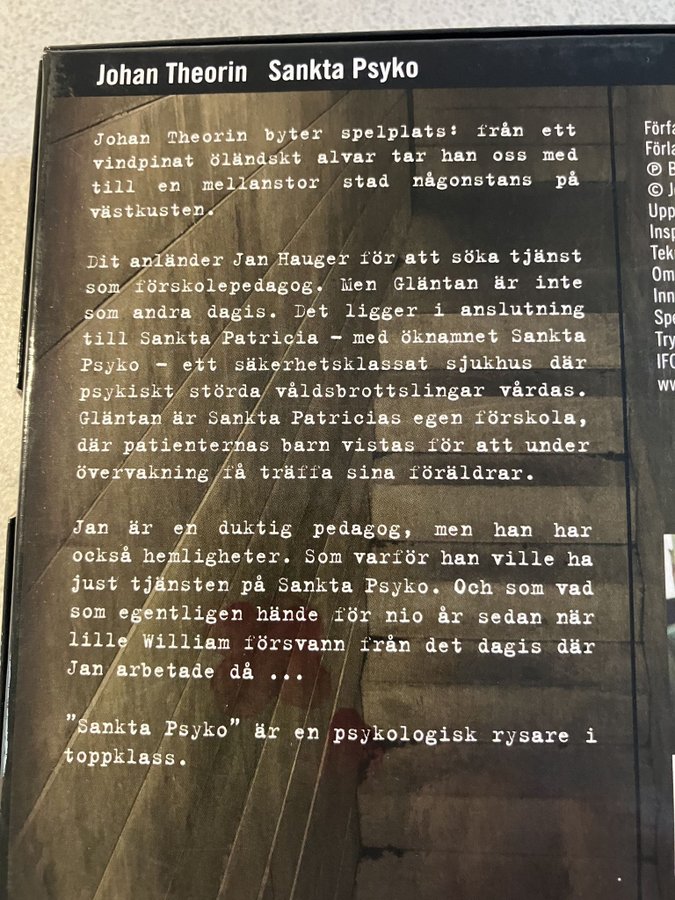 Johan Theorin Sankta Psyko
Johan Theorin byter spelplats: från ett
vindpinat öländskt alvar tar han oss med
till en mellanstor stad någonstans på
västkusten.
Dit anländer Jan Hauger för att söka tjänst
som förskolepedagog. Men Gläntan är inte
som andra dagis. Det ligger i anslutning
till Sankta Patricia – med öknamnet Sankta
Psyko – ett säkerhetsklassat sjukhus där
psykiskt störda våldsbrottslingar vårdas.
Gläntan är Sankta Patricias egen förskola,
där patienternas barn vistas för att under
övervakning få träffa sina föräldrar.
Jan är en duktig pedagog, men han har
också hemligheter. Som varför han ville ha
just tjänsten på Sankta Psyko. Och som vad
som egentligen hände för nio år sedan när
lille William försvann från det dagis där
Jan arbetade då ...
"Sankta Psyko" är en psykologisk rysare i
toppklass.